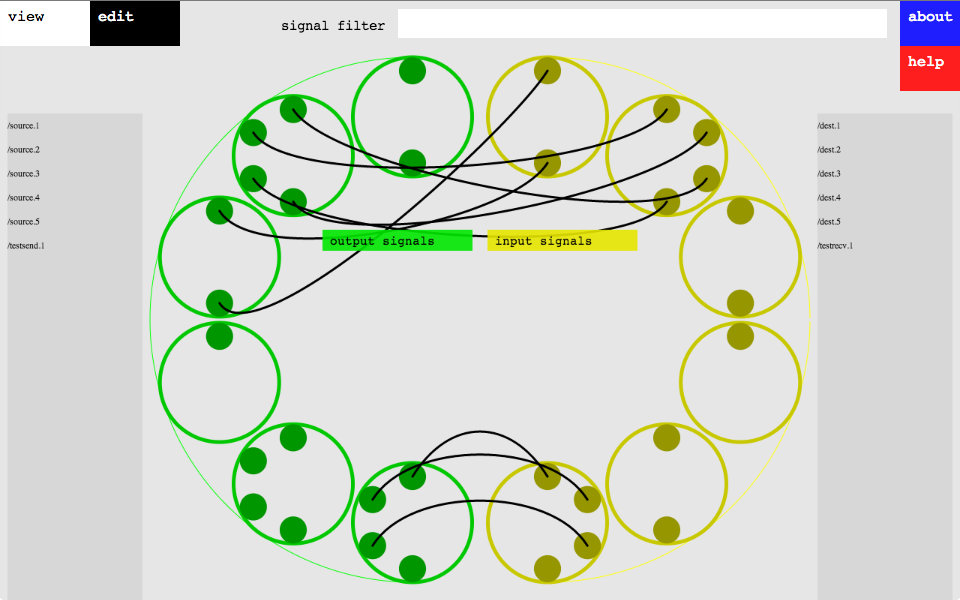 view
edit
signal filter
about
help
/source.1
/source.2
/source.3
/source.4
/source.5
/testsend.1
output signals
input signals
/dest.1
/dest.2
/dest.3
/dest.4
/dest.5
/testrecv.1